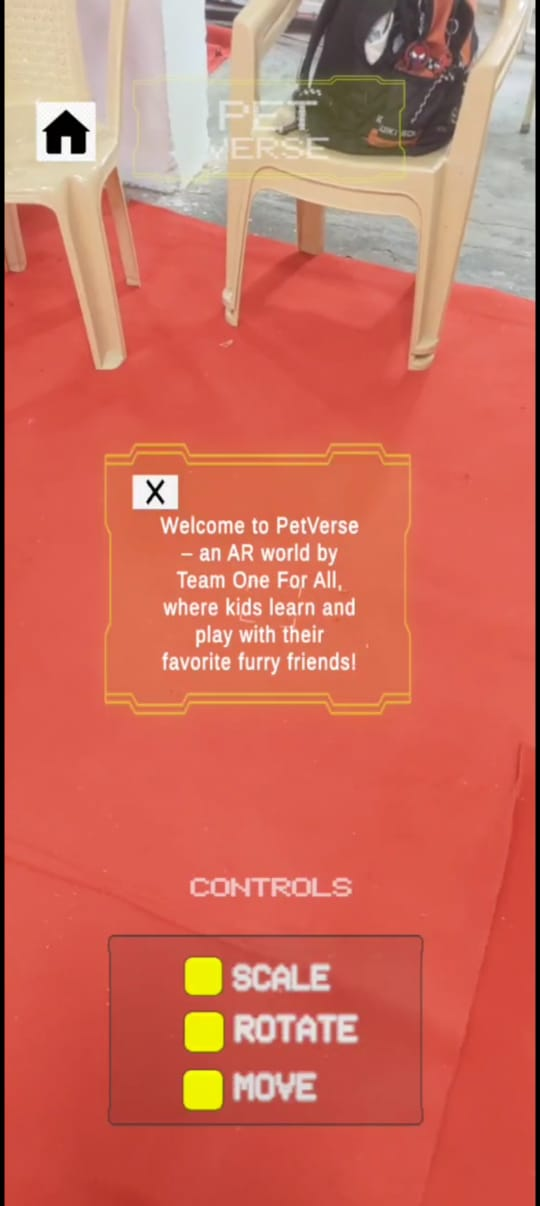 PET
VERSE
X
Welcome to PetVerse
– an AR world by
Team One For All,
where kids learn and
play with their
favorite furry friends!
CONTROLS
SCALE
ROTATE
MOVE